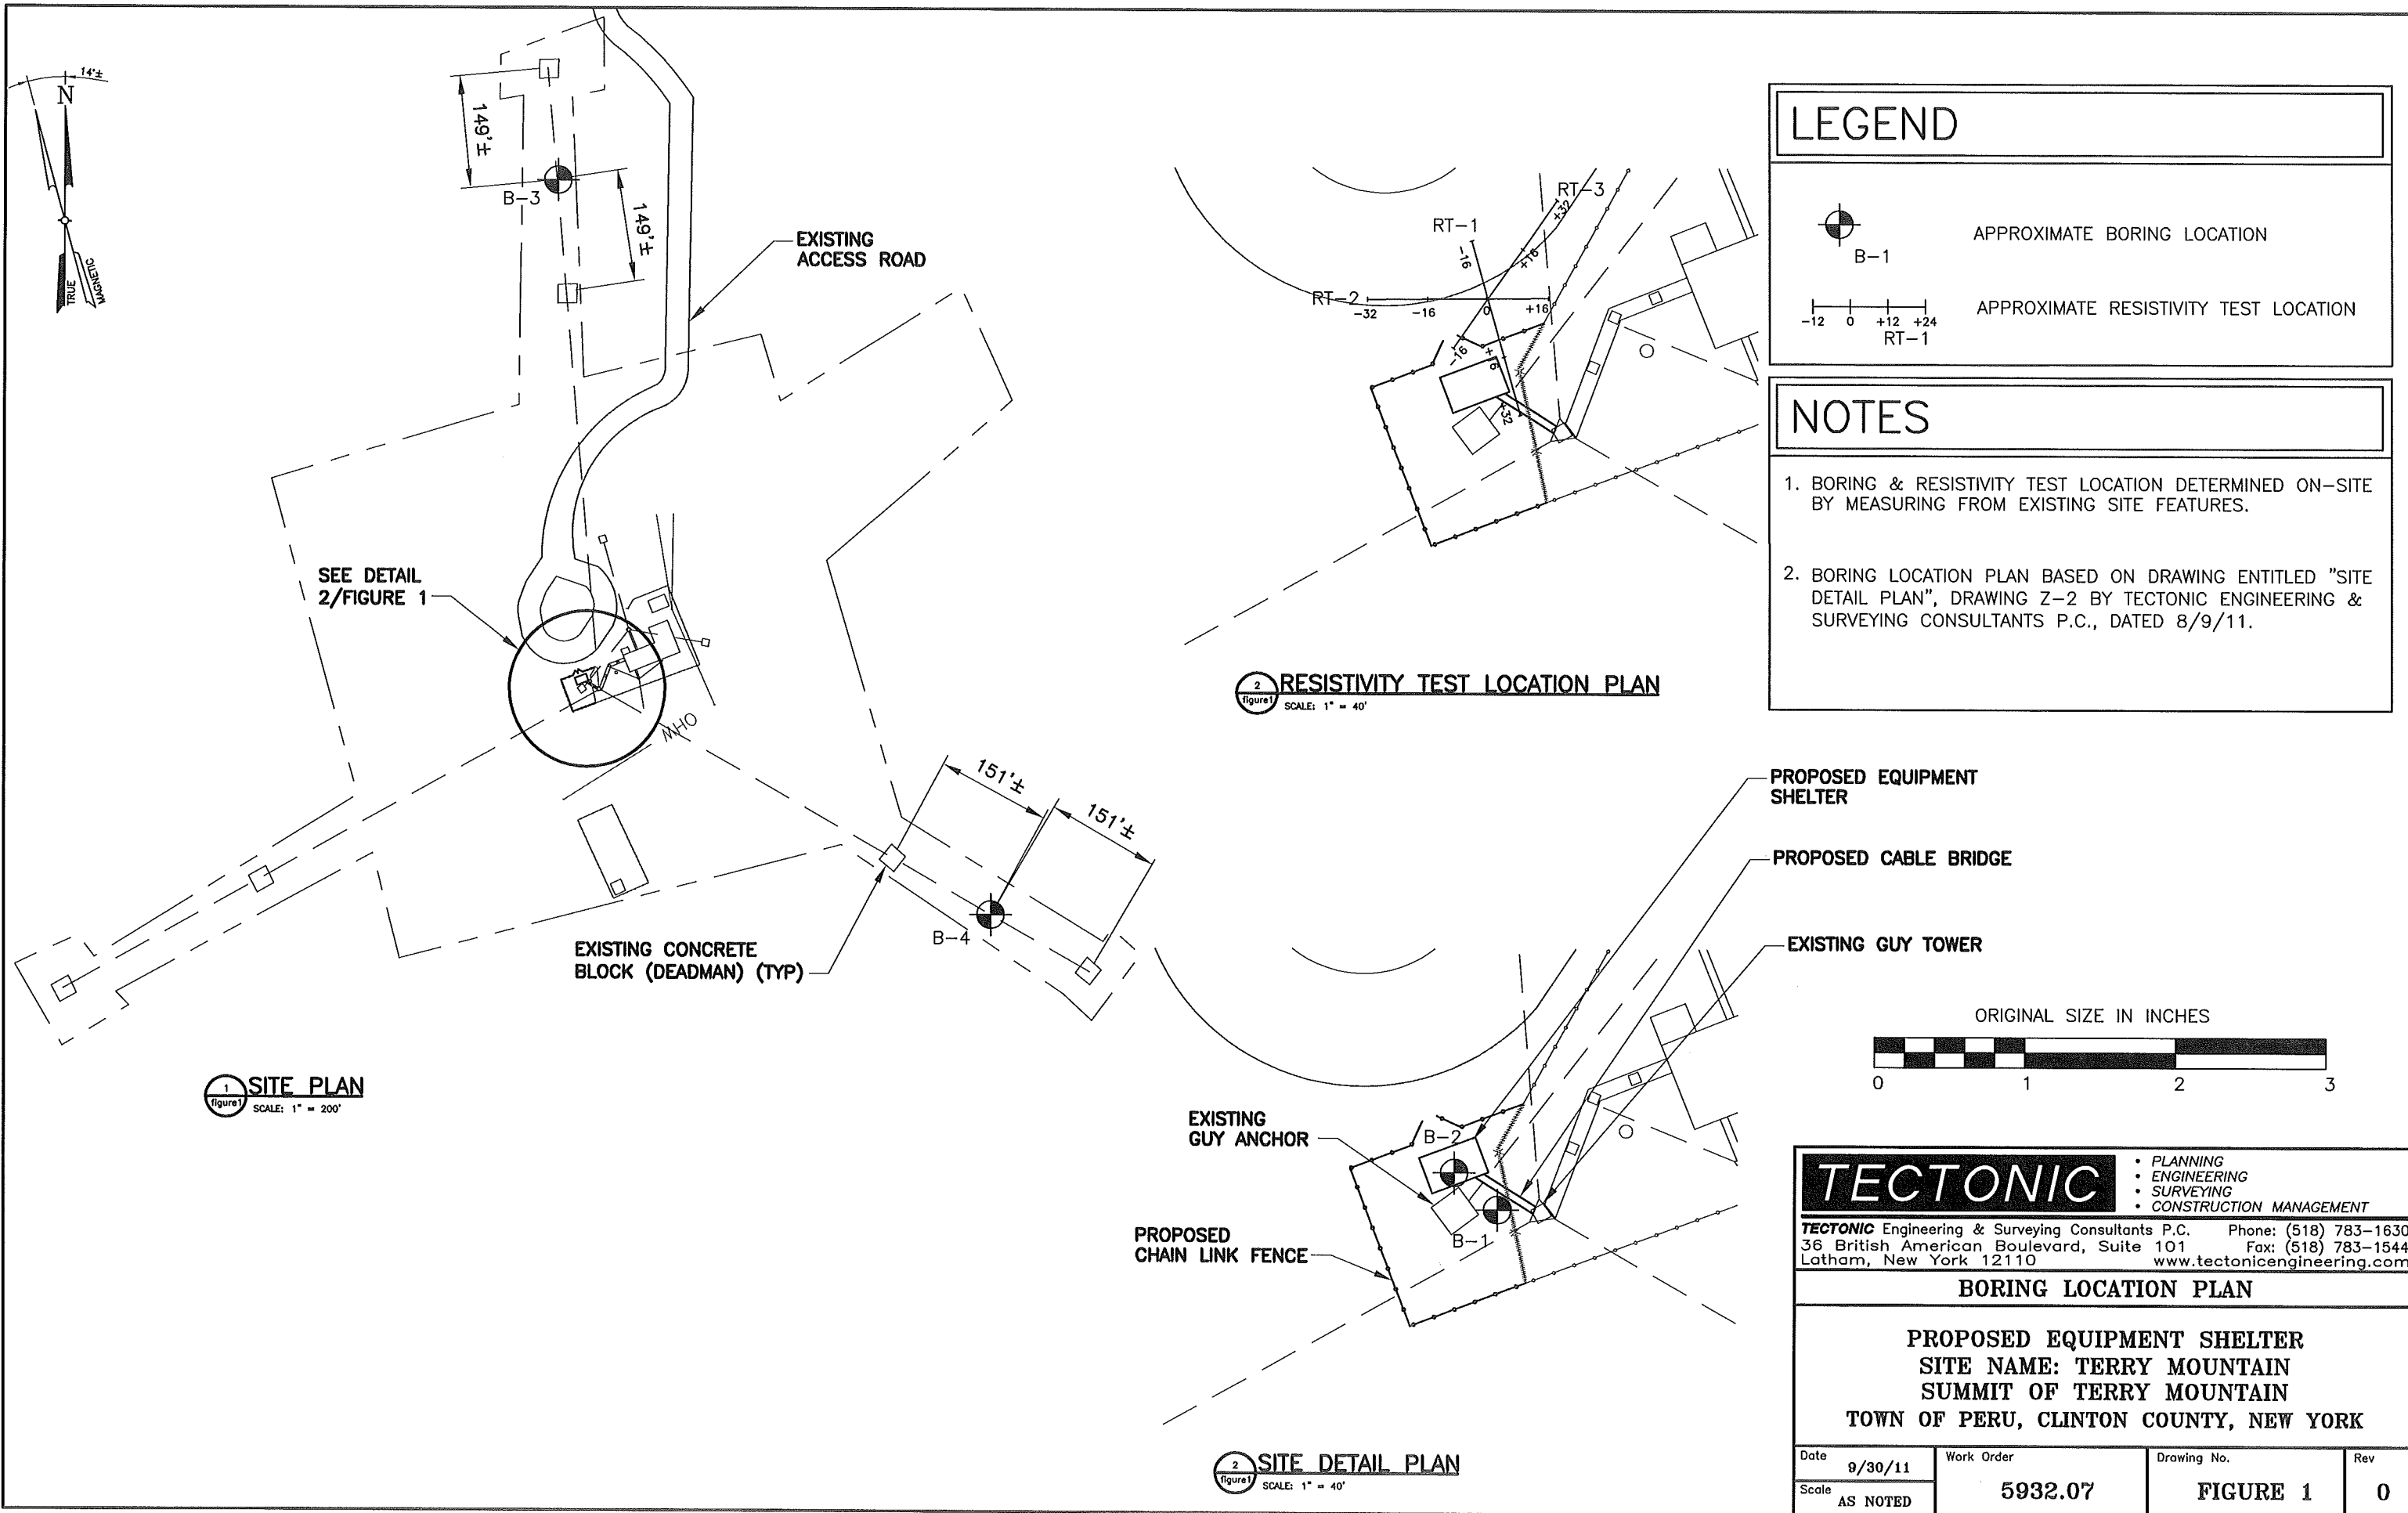 14°±
N
TRUE
MAGNETIC
149'±
B-3
149'±
EXISTING
ACCESS ROAD
SEE DETAIL
2/FIGURE 1
OHW
151'±
151'±
B-4
EXISTING CONCRETE
BLOCK (DEADMAN) (TYP)
1
figure1
SITE PLAN
SCALE: 1" = 200'
RT-3
+32
RT-1
-16
+16
RT-2
-32
-16
0
+16
-16
+16
+32
2
figure1
RESISTIVITY TEST LOCATION PLAN
SCALE: 1" = 40'
PROPOSED EQUIPMENT
SHELTER
PROPOSED CABLE BRIDGE
EXISTING GUY TOWER
EXISTING
GUY ANCHOR
B-2
B-1
PROPOSED
CHAIN LINK FENCE
2
figure1
SITE DETAIL PLAN
SCALE: 1" = 40'
LEGEND
B-1
APPROXIMATE BORING LOCATION
-12 0 +12 +24
RT-1
APPROXIMATE RESISTIVITY TEST LOCATION
NOTES
1. BORING & RESISTIVITY TEST LOCATION DETERMINED ON-SITE
BY MEASURING FROM EXISTING SITE FEATURES.
2. BORING LOCATION PLAN BASED ON DRAWING ENTITLED "SITE
DETAIL PLAN", DRAWING Z-2 BY TECTONIC ENGINEERING &
SURVEYING CONSULTANTS P.C., DATED 8/9/11.
ORIGINAL SIZE IN INCHES
0 1 2 3
TECTONIC
• PLANNING
• ENGINEERING
• SURVEYING
• CONSTRUCTION MANAGEMENT
TECTONIC Engineering & Surveying Consultants P.C. Phone: (518) 783-1630
36 British American Boulevard, Suite 101 Fax: (518) 783-1544
Latham, New York 12110 www.tectonicengineering.com
BORING LOCATION PLAN
PROPOSED EQUIPMENT SHELTER
SITE NAME: TERRY MOUNTAIN
SUMMIT OF TERRY MOUNTAIN
TOWN OF PERU, CLINTON COUNTY, NEW YORK
Date 9/30/11
Scale AS NOTED
Work Order
5932.07
Drawing No.
FIGURE 1
Rev
0